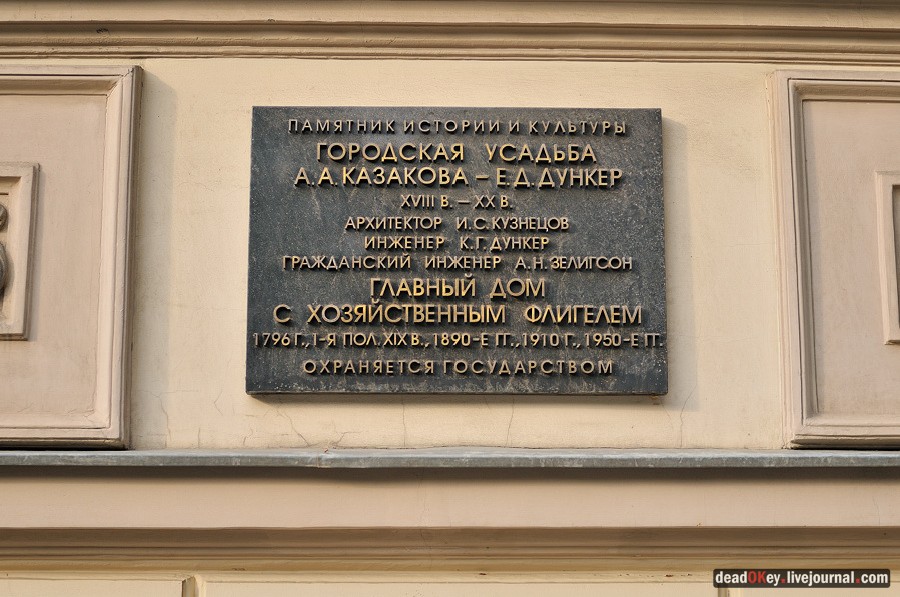 ПАМЯТНИК ИСТОРИИ И КУЛЬТУРЫ
ГОРОДСКАЯ УСАДЬБА
А.А.КАЗАКОВА – Е.Д.ДУНКЕР
XVIII В. – XX В.
АРХИТЕКТОР И.С.КУЗНЕЦОВ
ИНЖЕНЕР К.Г.ДУНКЕР
ГРАЖДАНСКИЙ ИНЖЕНЕР А.Н.ЗЕЛИГСОН
ГЛАВНЫЙ ДОМ
С ХОЗЯЙСТВЕННЫМ ФЛИГЕЛЕМ
1796 Г., 1-Я ПОЛ. XIX В., 1890-Е ГГ., 1910 Г., 1950-Е ГГ.
ОХРАНЯЕТСЯ ГОСУДАРСТВОМ
deadOKey.livejournal.com